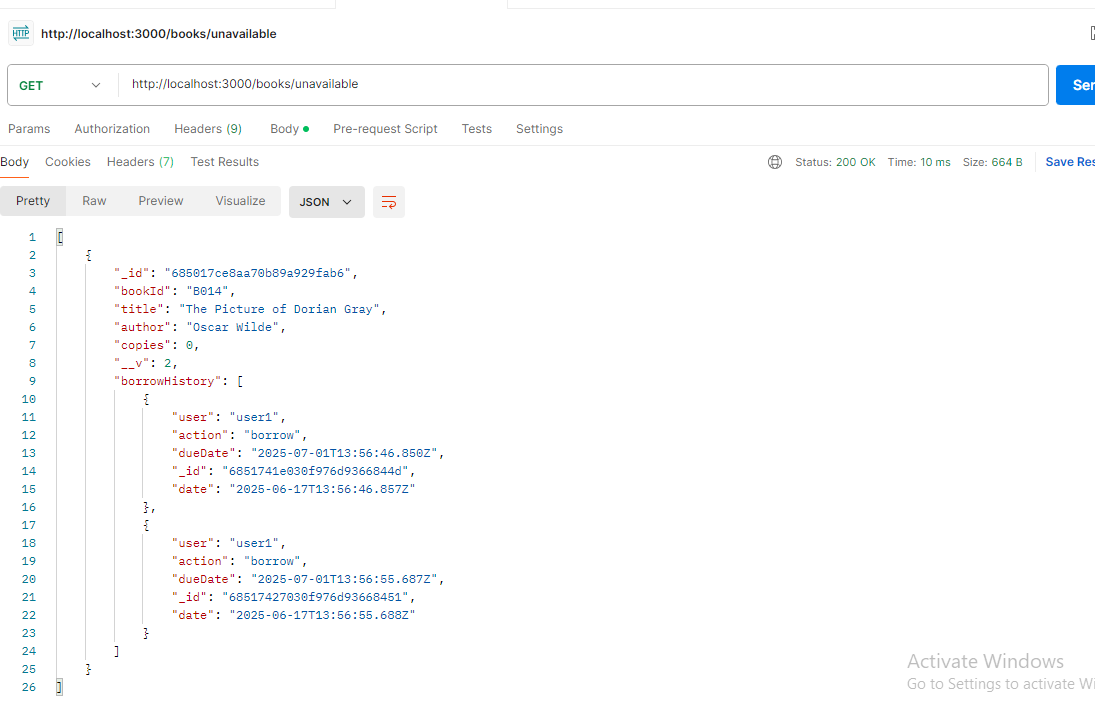 HTTP http://localhost:3000/books/unavailable
GET http://localhost:3000/books/unavailable
Params Authorization Headers (9) Body Pre-request Script Tests Settings
Body Cookies Headers (7) Test Results Status: 200 OK Time: 10 ms Size: 664 B Save Res
Pretty Raw Preview Visualize JSON
1 [
2 {
3 "_id": "685017ce8aa70b89a929fab6",
4 "bookId": "B014",
5 "title": "The Picture of Dorian Gray",
6 "author": "Oscar Wilde",
7 "copies": 0,
8 "__v": 2,
9 "borrowHistory": [
10 {
11 "user": "user1",
12 "action": "borrow",
13 "dueDate": "2025-07-01T13:56:46.850Z",
14 "_id": "6851741e030f976d9366844d",
15 "date": "2025-06-17T13:56:46.857Z"
16 },
17 {
18 "user": "user1",
19 "action": "borrow",
20 "dueDate": "2025-07-01T13:56:55.687Z",
21 "_id": "68517427030f976d93668451",
22 "date": "2025-06-17T13:56:55.688Z"
23 }
24 ]
25 }
26 ]
Activate Windows
Go to Settings to activate Wi